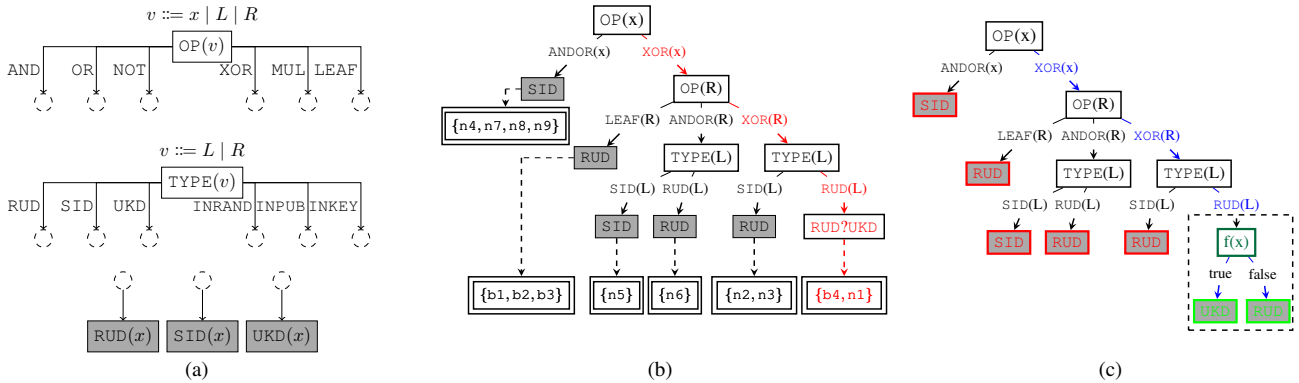 v ::= x | L | R
OP(v)
AND OR NOT XOR MUL LEAF
v ::= L | R
TYPE(v)
RUD SID UKD INRAND INPUB INKEY
RUD(x) SID(x) UKD(x)
(a)
OP(x)
ANDOR(x) XOR(x)
SID OP(R)
{n4,n7,n8,n9}
LEAF(R) ANDOR(R) XOR(R)
RUD TYPE(L) TYPE(L)
SID(L) RUD(L) SID(L) RUD(L)
SID RUD RUD RUD?UKD
{b1,b2,b3} {n5} {n6} {n2,n3} {b4,n1}
(b)
OP(x)
ANDOR(x) XOR(x)
SID OP(R)
LEAF(R) ANDOR(R) XOR(R)
RUD TYPE(L) TYPE(L)
SID(L) RUD(L) SID(L) RUD(L)
SID RUD RUD f(x)
true false
UKD RUD
(c)